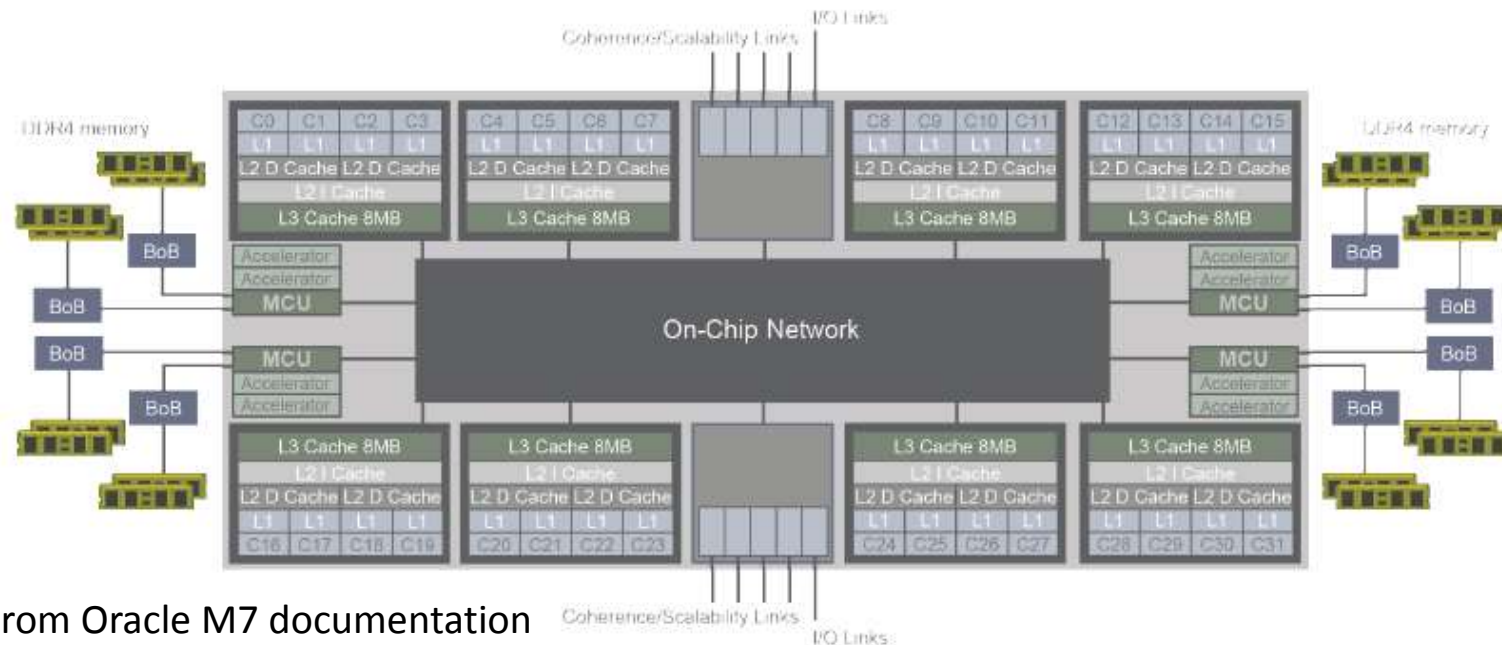 I/O Links
Coherence/Scalability Links
DDR4 memory
DDR4 memory
C0 C1 C2 C3
L1 L1 L1 L1
L2 D Cache L2 D Cache
L2 I Cache
L3 Cache 8MB
C4 C5 C6 C7
L1 L1 L1 L1
L2 D Cache L2 D Cache
L2 I Cache
L3 Cache 8MB
C8 C9 C10 C11
L1 L1 L1 L1
L2 D Cache L2 D Cache
L2 I Cache
L3 Cache 8MB
C12 C13 C14 C15
L1 L1 L1 L1
L2 D Cache L2 D Cache
L2 I Cache
L3 Cache 8MB
BoB
BoB
BoB
BoB
Accelerator
Accelerator
MCU
MCU
Accelerator
Accelerator
On-Chip Network
Accelerator
Accelerator
MCU
MCU
Accelerator
Accelerator
BoB
BoB
BoB
BoB
L3 Cache 8MB
L2 I Cache
L2 D Cache L2 D Cache
L1 L1 L1 L1
C16 C17 C18 C19
L3 Cache 8MB
L2 I Cache
L2 D Cache L2 D Cache
L1 L1 L1 L1
C20 C21 C22 C23
L3 Cache 8MB
L2 I Cache
L2 D Cache L2 D Cache
L1 L1 L1 L1
C24 C25 C26 C27
L3 Cache 8MB
L2 I Cache
L2 D Cache L2 D Cache
L1 L1 L1 L1
C28 C29 C30 C31
rom Oracle M7 documentation
Coherence/Scalability Links
I/O Links